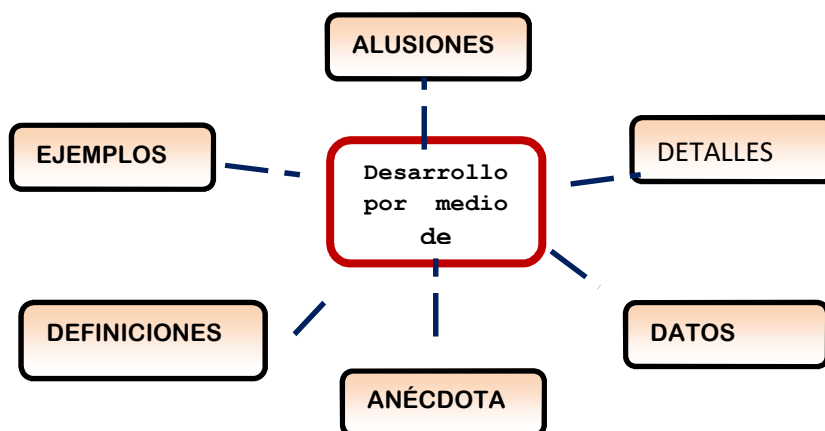 ALUSIONES
EJEMPLOS
DETALLES
Desarrollo
por medio
de
DEFINICIONES
DATOS
ANÉCDOTA